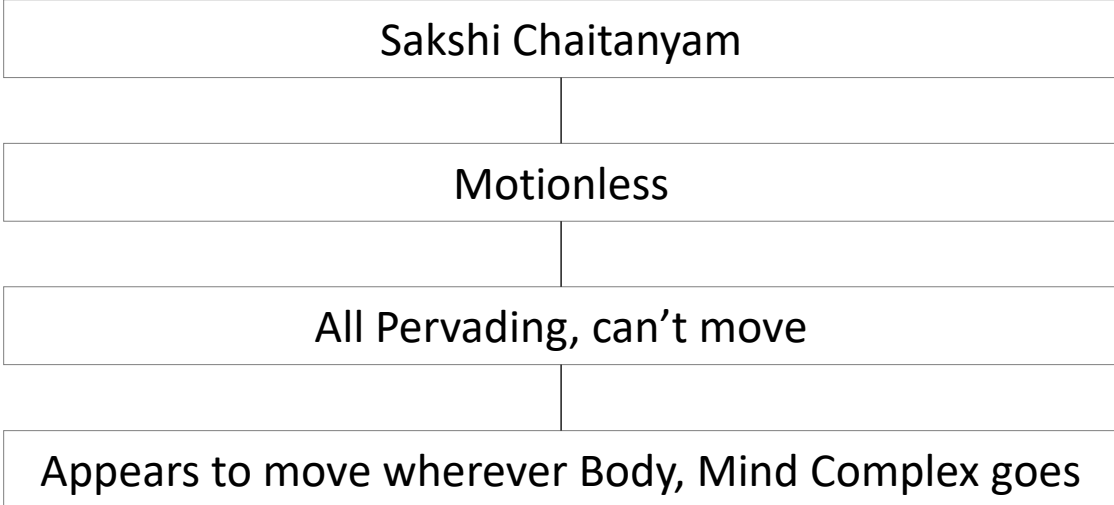 Sakshi Chaitanyam
Motionless
All Pervading, can’t move
Appears to move wherever Body, Mind Complex goes